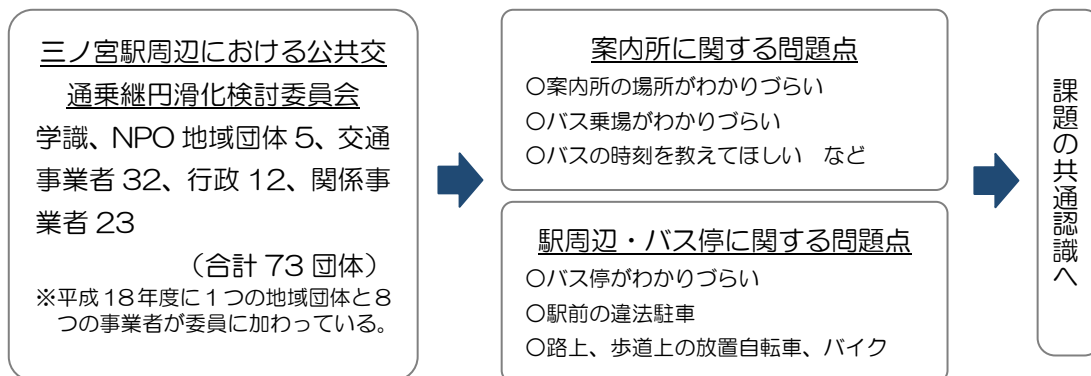 三ノ宮駅周辺における公共交
通乗継円滑化検討委員会
学識、NPO 地域団体 5、交通
事業者 32、行政 12、関係事
業者 23
（合計 73 団体）
※平成 18 年度に 1 つの地域団体と 8
つの事業者が委員に加わっている。
案内所に関する問題点
○案内所の場所がわかりづらい
○バス乗場がわかりづらい
○バスの時刻を教えてほしい　など
駅周辺・バス停に関する問題点
○バス停がわかりづらい
○駅前の違法駐車
○路上、歩道上の放置自転車、バイク
課題の共通認識へ